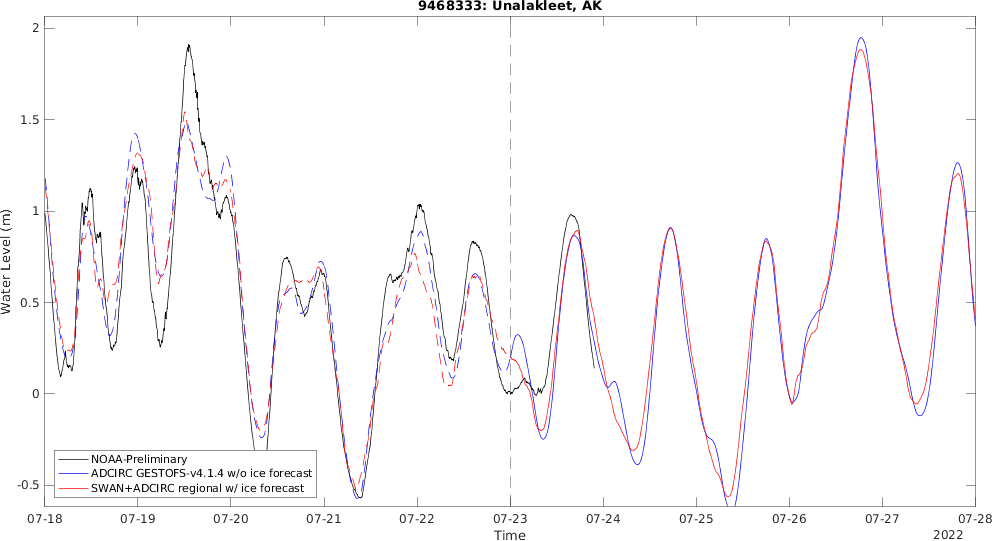 9468333: Unalakleet, AK
Water Level (m)
2
1.5
1
0.5
0
-0.5
NOAA-Preliminary
ADCIRC GESTOFS-v4.1.4 w/o ice forecast
SWAN+ADCIRC regional w/ ice forecast
07-18 07-19 07-20 07-21 07-22 07-23 07-24 07-25 07-26 07-27 07-28
Time
2022